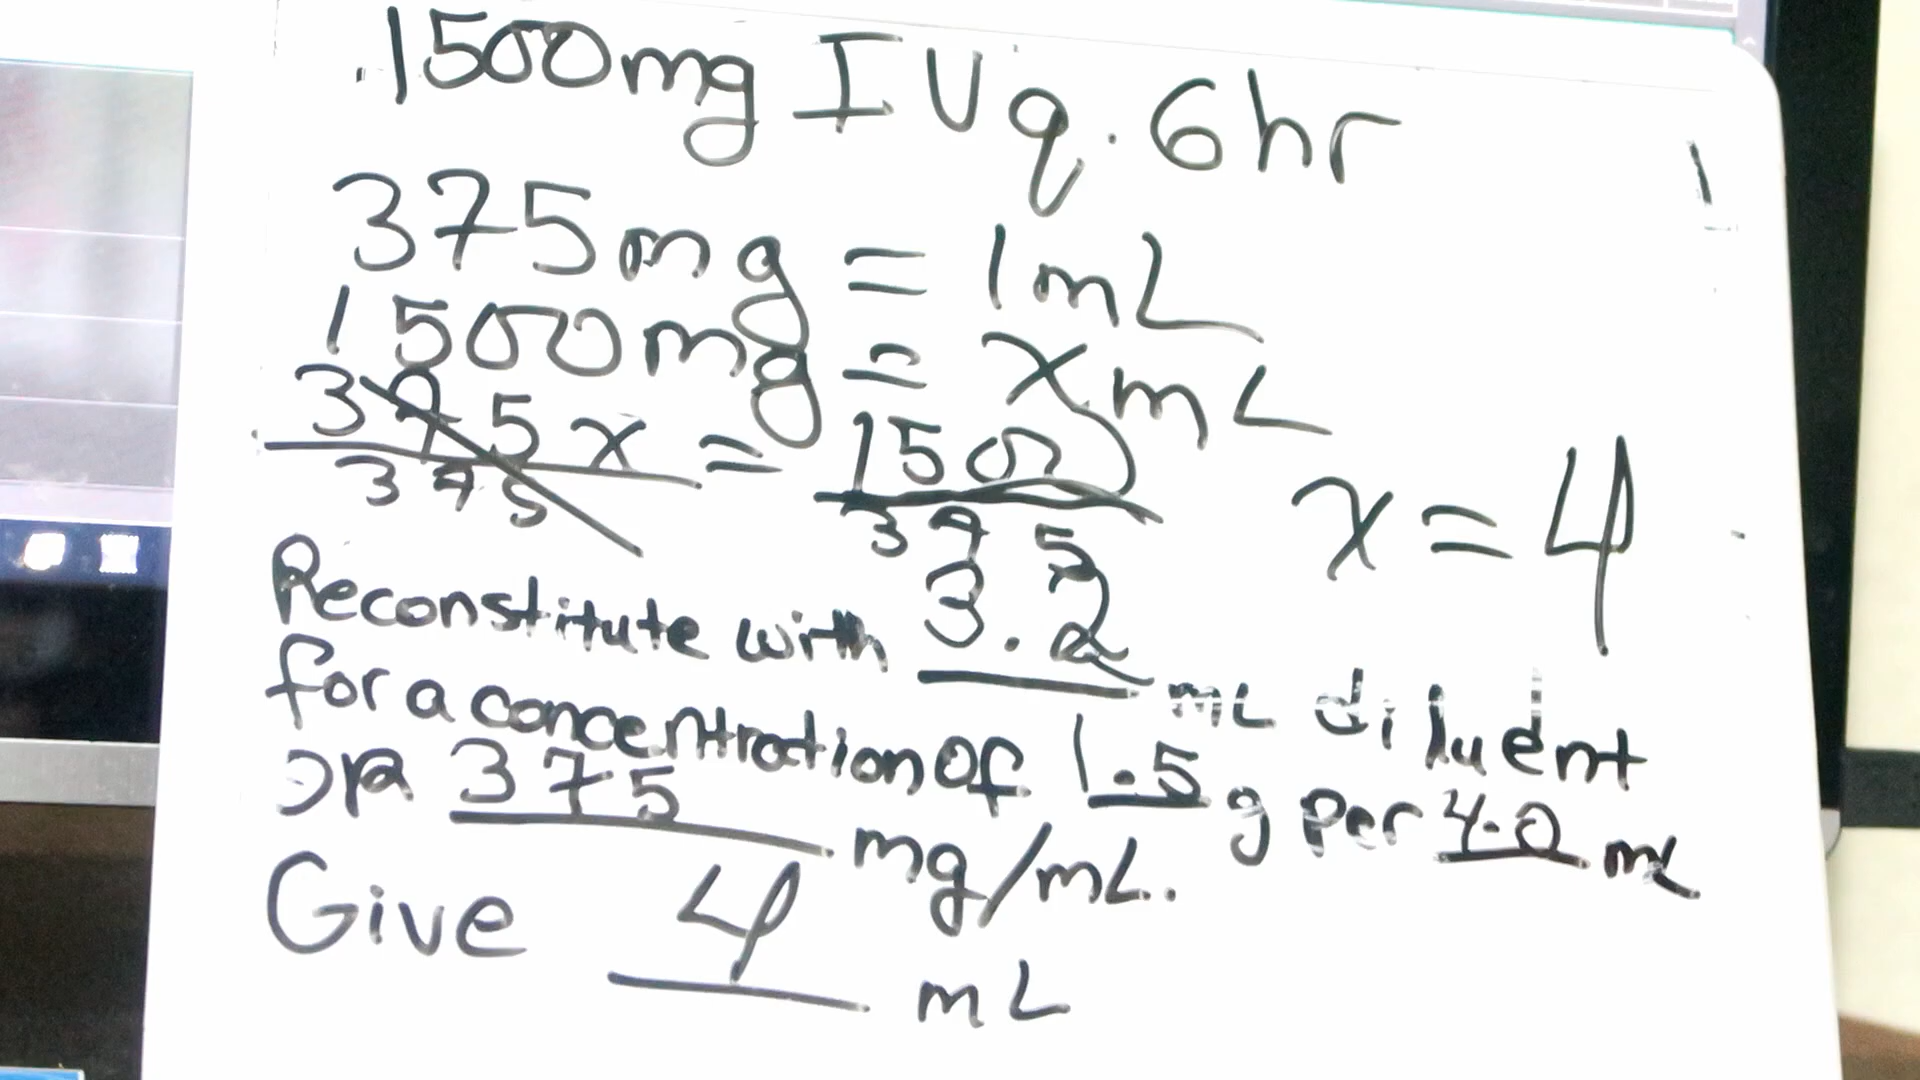 1500mg IV q. 6hr
375mg = 1mL
1500mg = x mL
375x = 1500
375 375
x = 4
Reconstitute with 3.2 mL diluent
for a concentration of 1.5 g per 4.0 mL
or 375 mg/mL.
Give 4 mL